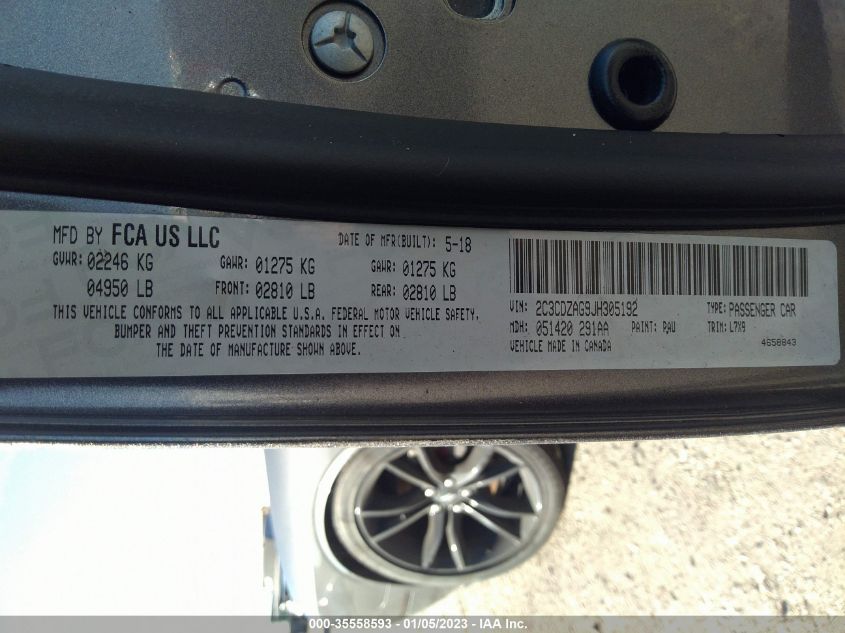 MFD BY FCA US LLC DATE OF MFR(BUILT): 5-18
GVWR: 02246 KG GAWR: 01275 KG GAWR: 01275 KG
04950 LB FRONT: 02810 LB REAR: 02810 LB
THIS VEHICLE CONFORMS TO ALL APPLICABLE U.S.A. FEDERAL MOTOR VEHICLE SAFETY,
BUMPER AND THEFT PREVENTION STANDARDS IN EFFECT ON
THE DATE OF MANUFACTURE SHOWN ABOVE.
VIN: 2C3CDZAG9JH305192 TYPE: PASSENGER CAR
MDH: 051420 291AA PAINT: PAU TRIM: L7X9
VEHICLE MADE IN CANADA 4658843
000-35558593 — 01/05/2023 — IAA Inc.